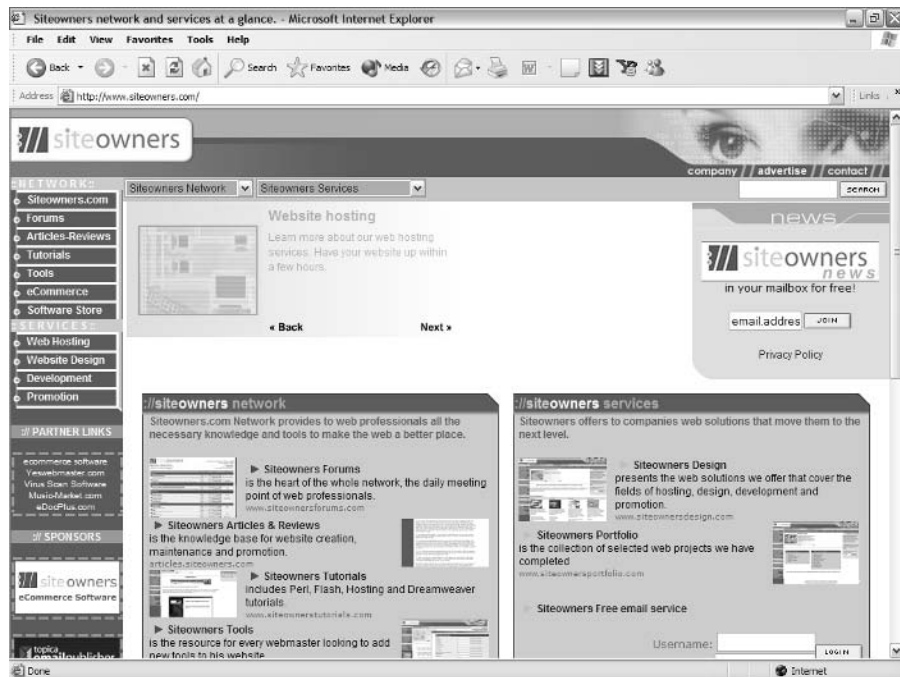 Siteowners network and services at a glance. - Microsoft Internet Explorer
File Edit View Favorites Tools Help
Back Search Favorites Media
Address http://www.siteowners.com/ Links
siteowners
company // advertise // contact //
::NETWORK::
Siteowners Network Siteowners Services SEARCH
Siteowners.com
Forums
Articles-Reviews
Tutorials
Tools
eCommerce
Software Store
::SERVICES::
Web Hosting
Website Design
Development
Promotion
:// PARTNER LINKS
ecommerce software
Yeswebmaster.com
Virus Scan Software
Music-Market.com
eDocPlus.com
:// SPONSORS
siteowners
eCommerce Software
topica
emailpublisher
Website hosting
Learn more about our web hosting
services. Have your website up within
a few hours.
« Back Next »
news
siteowners
news
in your mailbox for free!
email.addres JOIN
Privacy Policy
://siteowners network
Siteowners.com Network provides to web professionals all the
necessary knowledge and tools to make the web a better place.
Siteowners Forums
is the heart of the whole network, the daily meeting
point of web professionals.
www.siteownersforums.com
Siteowners Articles & Reviews
is the knowledge base for website creation,
maintenance and promotion.
articles.siteowners.com
Siteowners Tutorials
includes Perl, Flash, Hosting and Dreamweaver
tutorials.
www.siteownerstutorials.com
Siteowners Tools
is the resource for every webmaster looking to add
new tools to his website.
://siteowners services
Siteowners offers to companies web solutions that move them to the
next level.
Siteowners Design
presents the web solutions we offer that cover the
fields of hosting, design, development and
promotion.
www.siteownersdesign.com
Siteowners Portfolio
is the collection of selected web projects we have
completed
www.siteownersportfolio.com
Siteowners Free email service
Username:
LOGIN
Done Internet